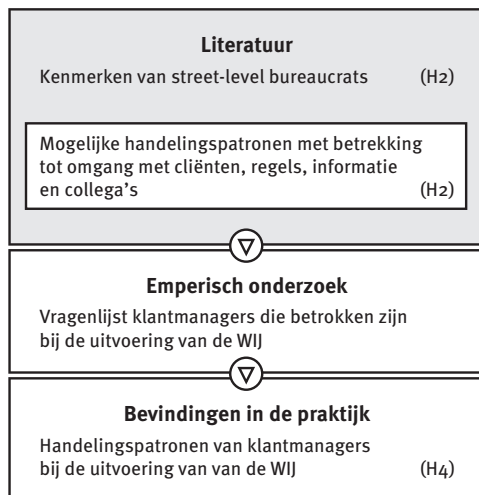 Literatuur
Kenmerken van street-level bureaucrats (H2)
Mogelijke handelingspatronen met betrekking
tot omgang met cliënten, regels, informatie
en collega's (H2)
Emperisch onderzoek
Vragenlijst klantmanagers die betrokken zijn
bij de uitvoering van de WIJ
Bevindingen in de praktijk
Handelingspatronen van klantmanagers
bij de uitvoering van van de WIJ (H4)